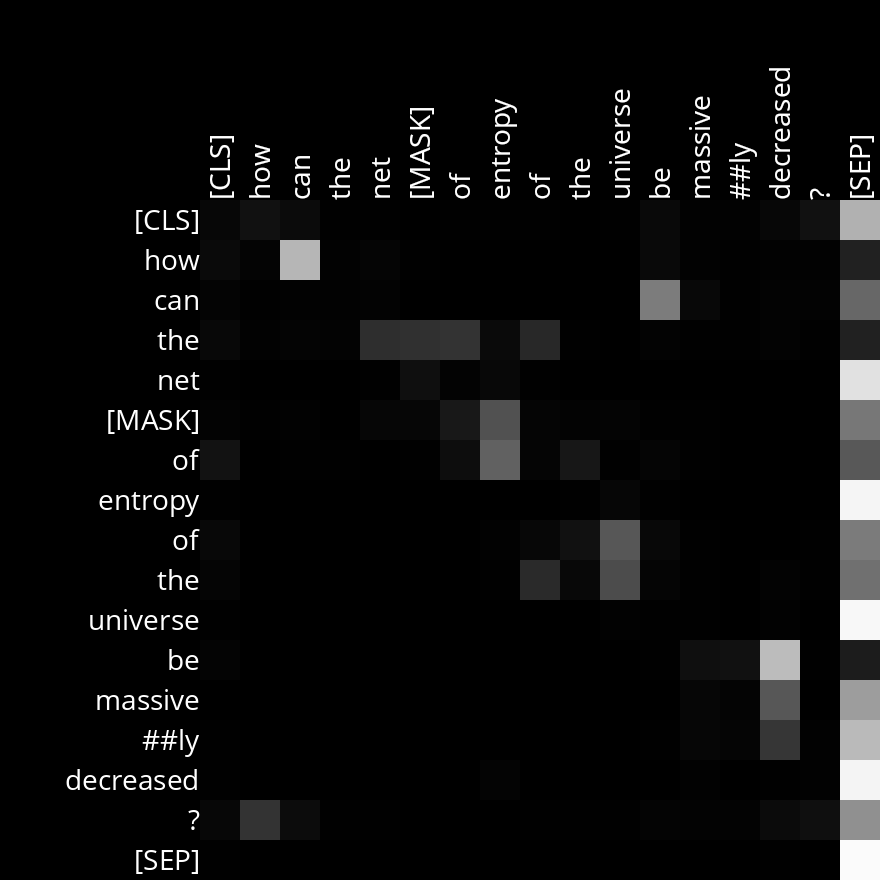 [CLS] how can the net [MASK] of entropy of the universe be massive ##ly decreased ? [SEP]
[CLS]
how
can
the
net
[MASK]
of
entropy
of
the
universe
be
massive
##ly
decreased
?
[SEP]